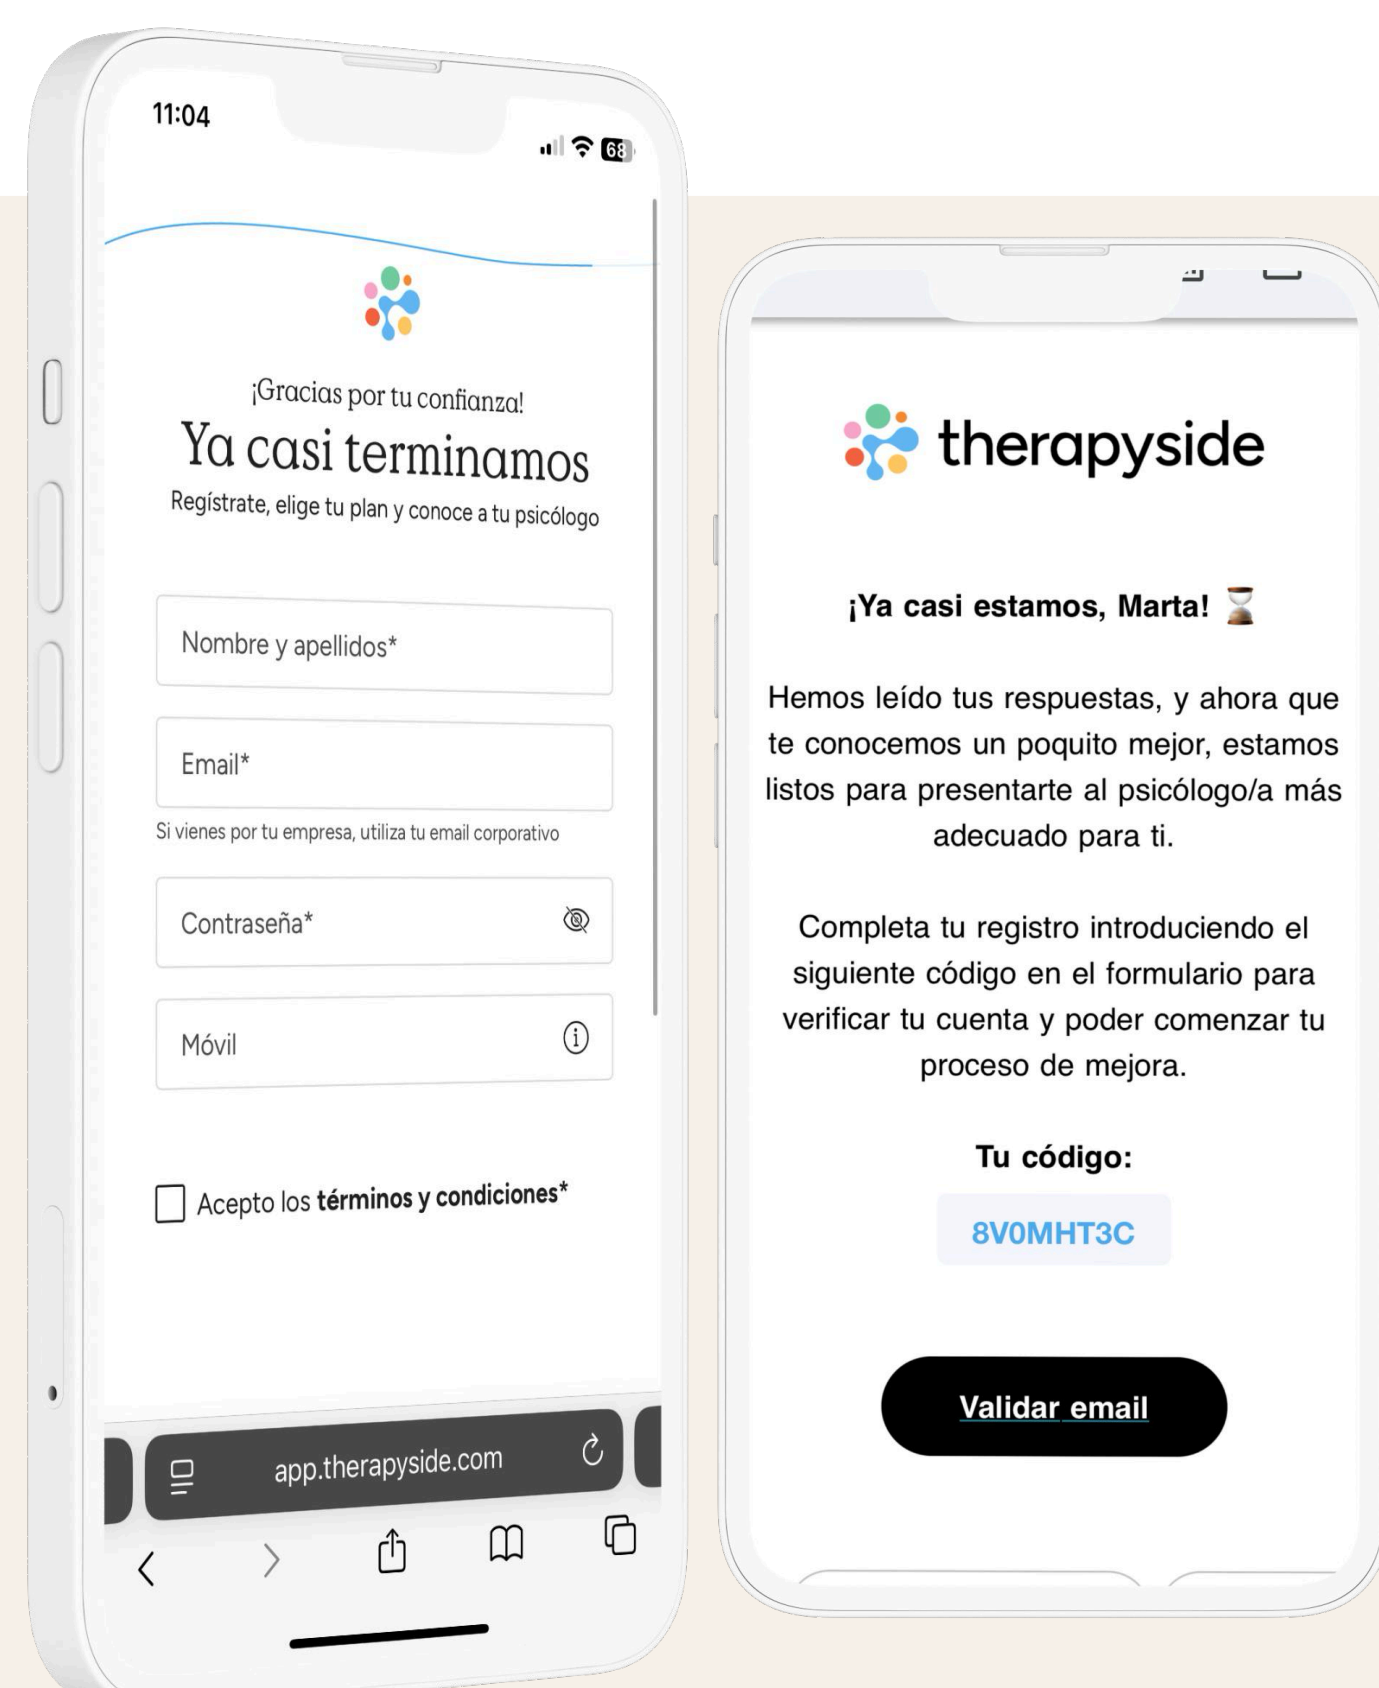 11:04
68
¡Gracias por tu confianza!
Ya casi terminamos
Regístrate, elige tu plan y conoce a tu psicólogo
Nombre y apellidos*
Email*
Si vienes por tu empresa, utiliza tu email corporativo
Contraseña*
Móvil
Acepto los términos y condiciones*
app.therapyside.com
therapyside
¡Ya casi estamos, Marta! ⏳
Hemos leído tus respuestas, y ahora que
te conocemos un poquito mejor, estamos
listos para presentarte al psicólogo/a más
adecuado para ti.
Completa tu registro introduciendo el
siguiente código en el formulario para
verificar tu cuenta y poder comenzar tu
proceso de mejora.
Tu código:
8V0MHT3C
Validar email